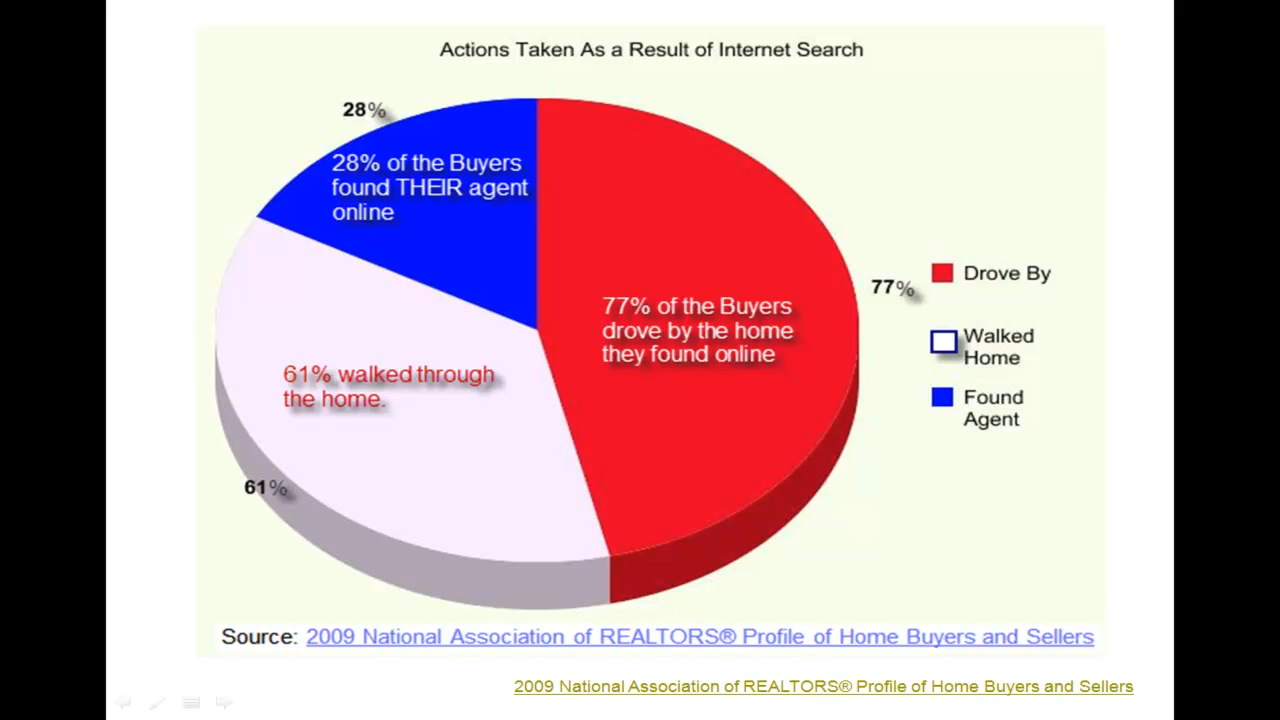 Actions Taken As a Result of Internet Search
28%
28% of the Buyers
found THEIR agent
online
77% of the Buyers
drove by the home
they found online
77%
61% walked through
the home.
61%
Drove By
Walked
Home
Found
Agent
Source: 2009 National Association of REALTORS® Profile of Home Buyers and Sellers
2009 National Association of REALTORS® Profile of Home Buyers and Sellers